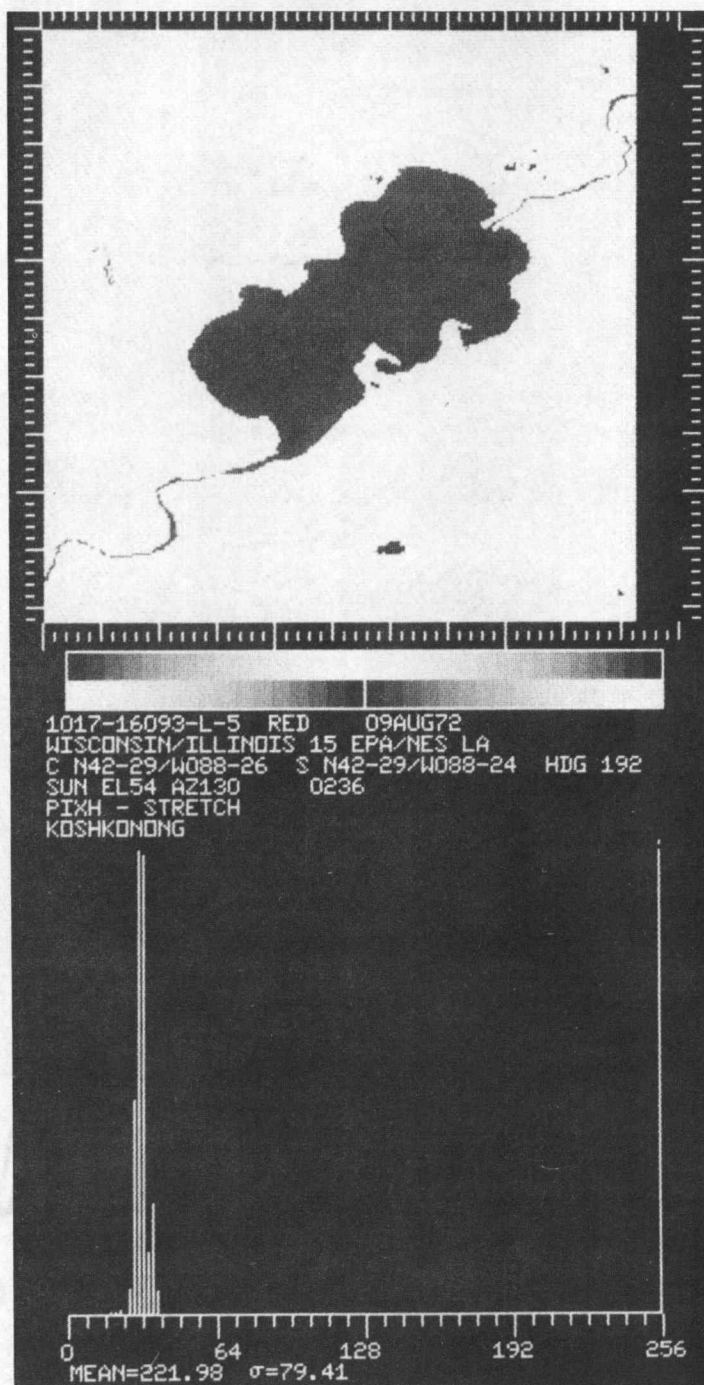 1017-16093-L-5 RED 09AUG72
WISCONSIN/ILLINOIS 15 EPA/NES LA
C N42-29/W088-26 S N42-29/W088-24 HDG 192
SUN EL54 AZ130 0236
PIXH - STRETCH
KOSHKONONG
0 64 128 192 256
MEAN=221.98 σ=79.41